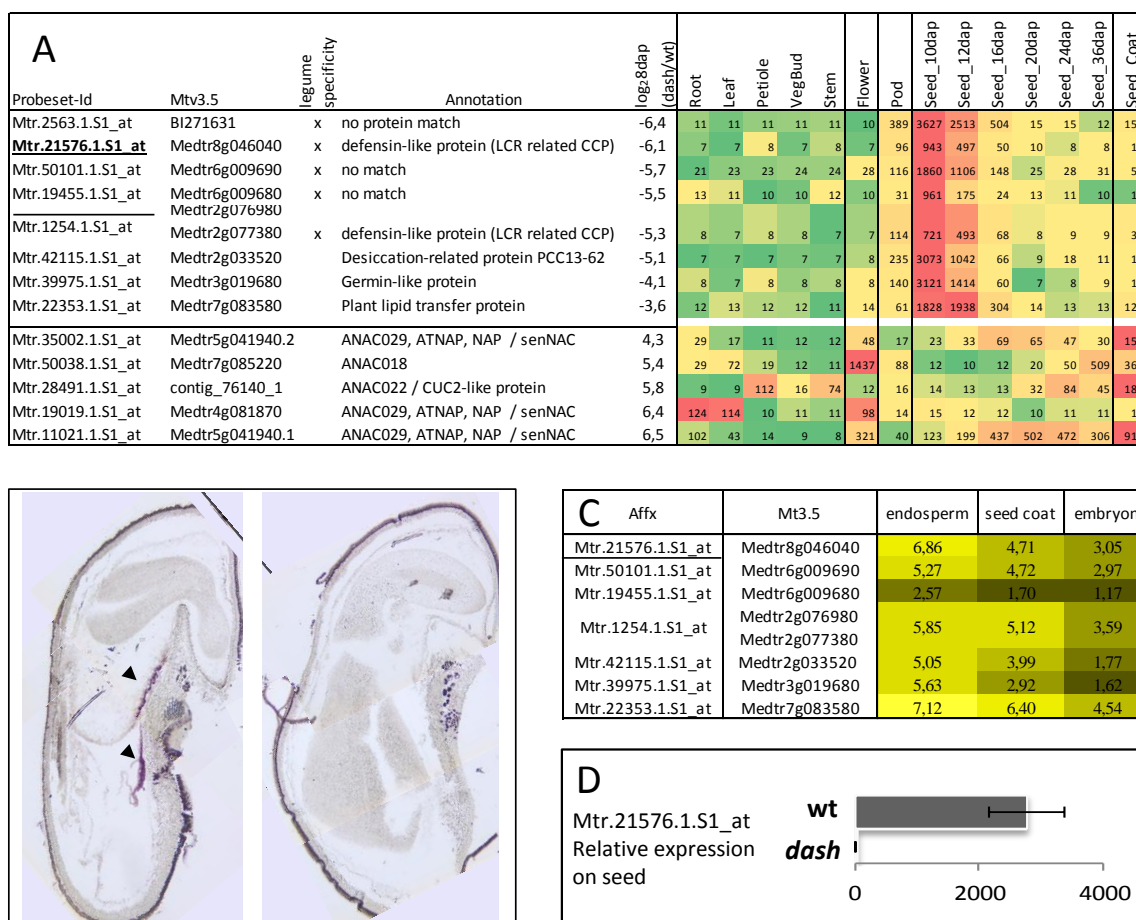 A
Probeset-Id Mtv3.5 legume specificity Annotation log₂8dap (dash/wt) Root Leaf Petiole VegBud Stem Flower Pod Seed_10dap Seed_12dap Seed_16dap Seed_20dap Seed_24dap Seed_36dap Seed_Coat
Mtr.2563.1.S1_at BI271631 x no protein match -6,4 11 11 11 11 11 10 389 3627 2513 504 15 15 12 15
Mtr.21576.1.S1_at Medtr8g046040 x defensin-like protein (LCR related CCP) -6,1 7 7 8 7 8 7 96 943 497 50 10 8 8 1
Mtr.50101.1.S1_at Medtr6g009690 x no match -5,7 21 23 23 24 24 28 116 1860 1106 148 25 28 31 5
Mtr.19455.1.S1_at Medtr6g009680 x no match -5,5 13 11 10 10 12 10 31 961 175 24 13 11 10 1
Medtr2g076980
Mtr.1254.1.S1_at Medtr2g077380 x defensin-like protein (LCR related CCP) -5,3 8 7 8 8 7 7 114 721 493 68 8 9 9 3
Mtr.42115.1.S1_at Medtr2g033520 Desiccation-related protein PCC13-62 -5,1 7 7 7 7 7 8 235 3073 1042 66 9 18 11 1
Mtr.39975.1.S1_at Medtr3g019680 Germin-like protein -4,1 8 7 8 8 8 8 140 3121 1414 60 7 8 9 1
Mtr.22353.1.S1_at Medtr7g083580 Plant lipid transfer protein -3,6 12 13 12 12 11 14 61 1828 1938 304 14 13 13 12
Mtr.35002.1.S1_at Medtr5g041940.2 ANAC029, ATNAP, NAP / senNAC 4,3 29 17 11 12 12 48 17 23 33 69 65 47 30 15
Mtr.50038.1.S1_at Medtr7g085220 ANAC018 5,4 29 72 19 12 11 1437 88 12 10 12 20 50 509 36
Mtr.28491.1.S1_at contig_76140_1 ANAC022 / CUC2-like protein 5,8 9 9 112 16 74 12 16 14 13 13 32 84 45 18
Mtr.19019.1.S1_at Medtr4g081870 ANAC029, ATNAP, NAP / senNAC 6,4 124 114 10 11 11 98 14 15 12 12 10 11 11 1
Mtr.11021.1.S1_at Medtr5g041940.1 ANAC029, ATNAP, NAP / senNAC 6,5 102 43 14 9 8 321 40 123 199 437 502 472 306 91
C
Affx Mt3.5 endosperm seed coat embryon
Mtr.21576.1.S1_at Medtr8g046040 6,86 4,71 3,05
Mtr.50101.1.S1_at Medtr6g009690 5,27 4,72 2,97
Mtr.19455.1.S1_at Medtr6g009680 2,57 1,70 1,17
Mtr.1254.1.S1_at Medtr2g076980 5,85 5,12 3,59
Medtr2g077380
Mtr.42115.1.S1_at Medtr2g033520 5,05 3,99 1,77
Mtr.39975.1.S1_at Medtr3g019680 5,63 2,92 1,62
Mtr.22353.1.S1_at Medtr7g083580 7,12 6,40 4,54
D
Mtr.21576.1.S1_at
Relative expression
on seed
wt
dash
0 2000 4000